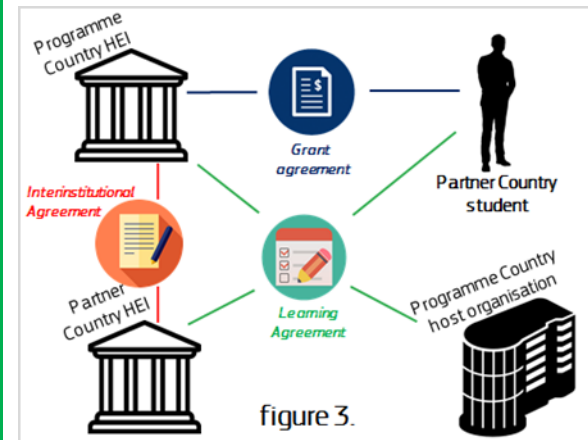 Programme
Country HEI
$
Grant
agreement
Partner Country
student
Interinstitutional
Agreement
Partner
Country HEI
Learning
Agreement
Programme Country
host organisation
figure 3.